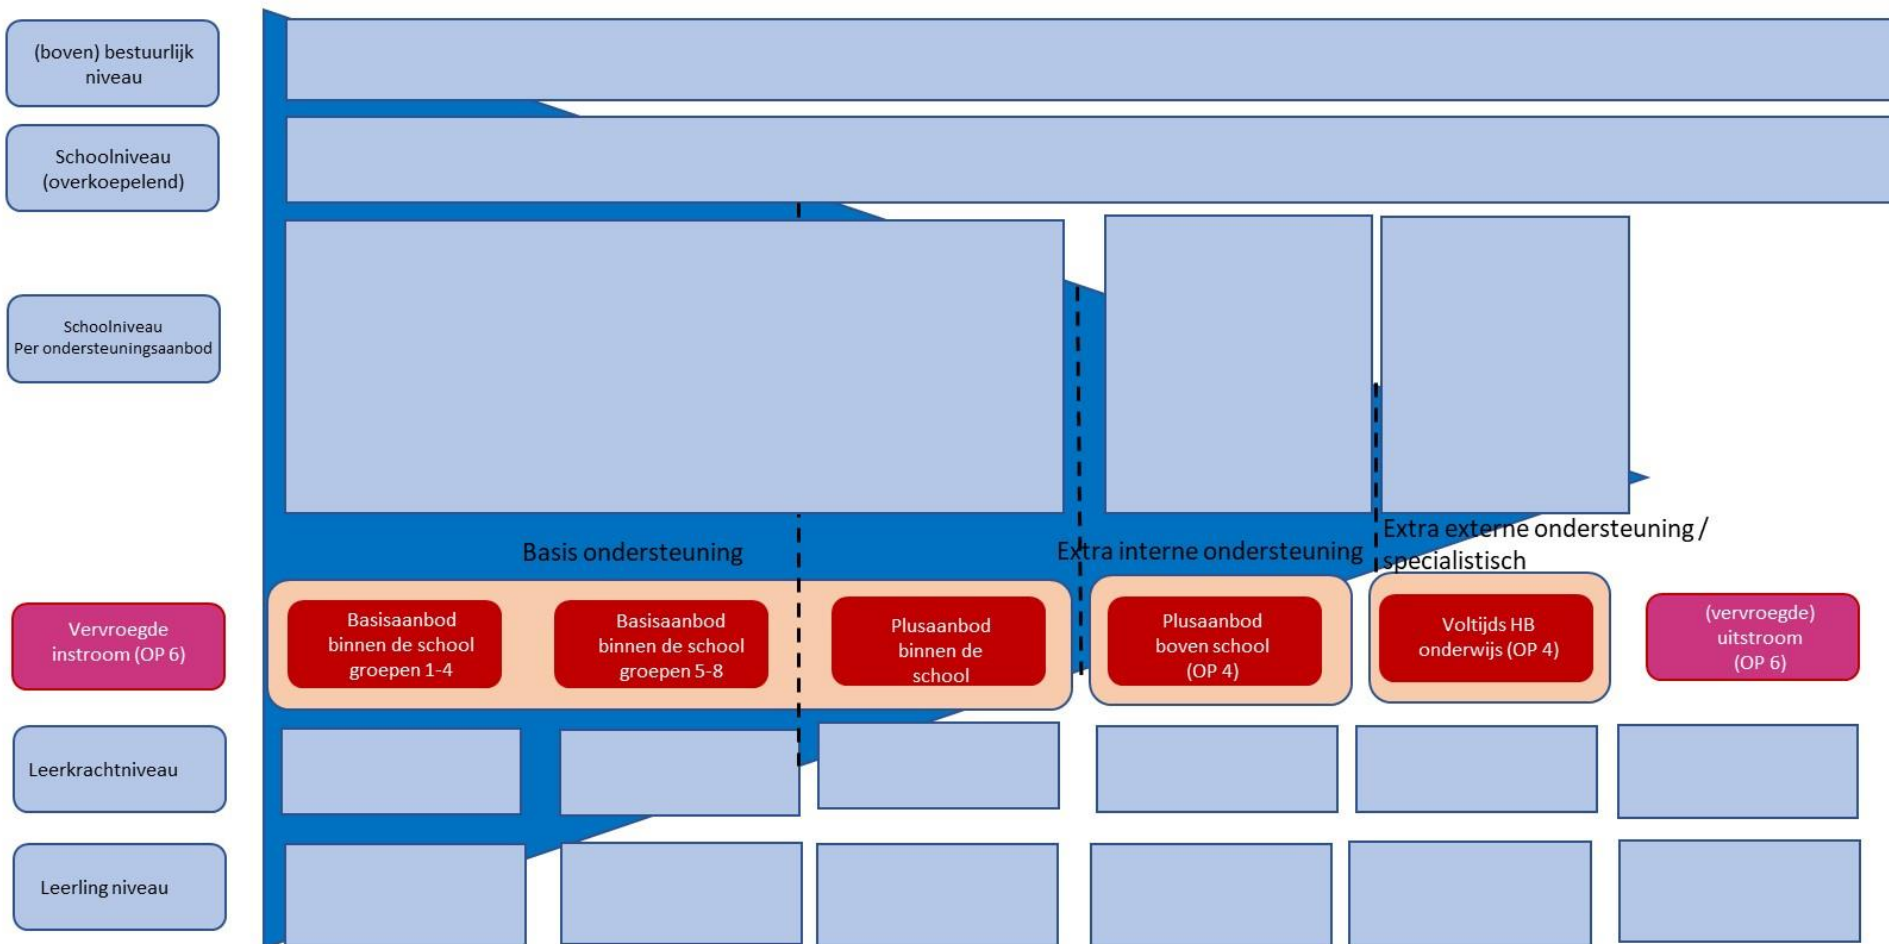 (boven) bestuurlijk
niveau
Schoolniveau
(overkoepelend)
Schoolniveau
Per ondersteuningsaanbod
Basis ondersteuning
Extra interne ondersteuning
Extra externe ondersteuning /
specialistisch
Vervroegde
instroom (OP 6)
Basisaanbod
binnen de school
groepen 1-4
Basisaanbod
binnen de school
groepen 5-8
Plusaanbod
binnen de
school
Plusaanbod
boven school
(OP 4)
Voltijds HB
onderwijs (OP 4)
(vervroegde)
uitstroom
(OP 6)
Leerkrachtniveau
Leerling niveau